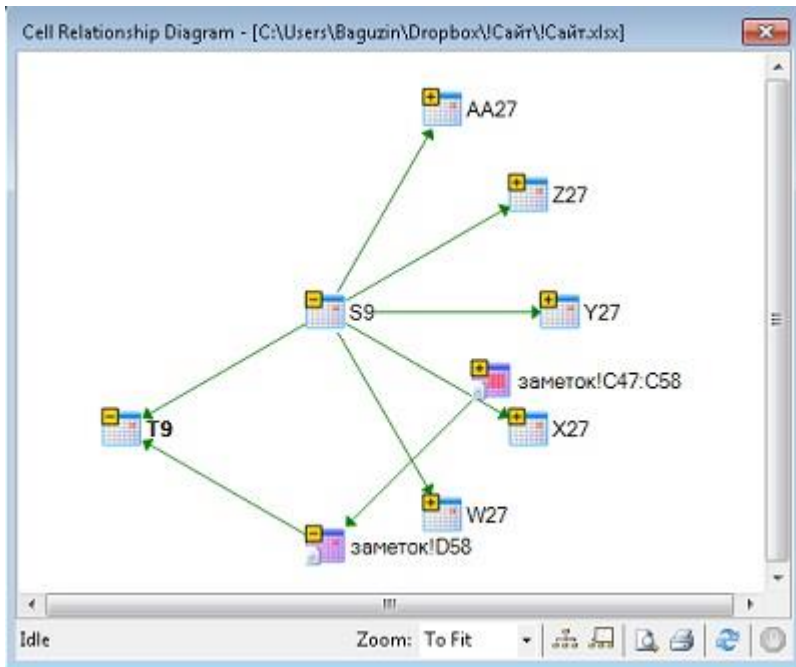 Cell Relationship Diagram - [C:\Users\Baguzin\Dropbox\!Сайт\!Сайт.xlsx]
AA27
Z27
S9
Y27
заметок!C47:C58
T9
X27
W27
заметок!D58
Idle
Zoom: To Fit